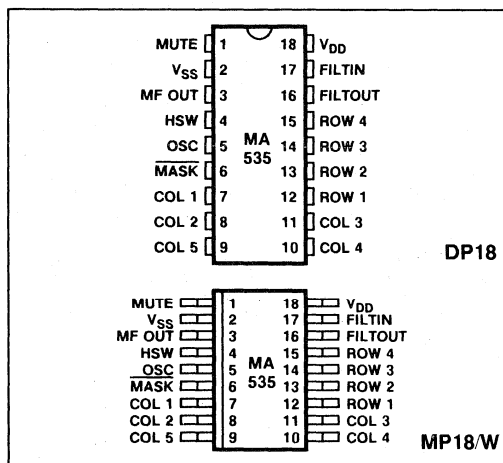 MUTE 1 18 VDD
VSS 2 17 FILTIN
MF OUT 3 16 FILTOUT
HSW 4 15 ROW 4
OSC 5 MA 14 ROW 3
MASK 6 535 13 ROW 2
COL 1 7 12 ROW 1
COL 2 8 11 COL 3
COL 5 9 10 COL 4
DP18
MUTE 1 18 VDD
VSS 2 17 FILTIN
MF OUT 3 16 FILTOUT
HSW 4 MA 15 ROW 4
OSC 5 535 14 ROW 3
MASK 6 13 ROW 2
COL 1 7 12 ROW 1
COL 2 8 11 COL 3
COL 5 9 10 COL 4
MP18/W